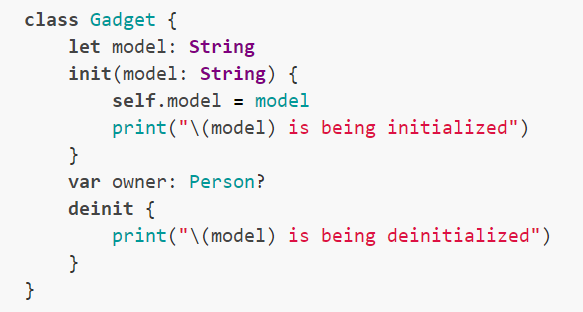 class Gadget {
    let model: String
    init(model: String) {
        self.model = model
        print("\(model) is being initialized")
    }
    var owner: Person?
    deinit {
        print("\(model) is being deinitialized")
    }
}